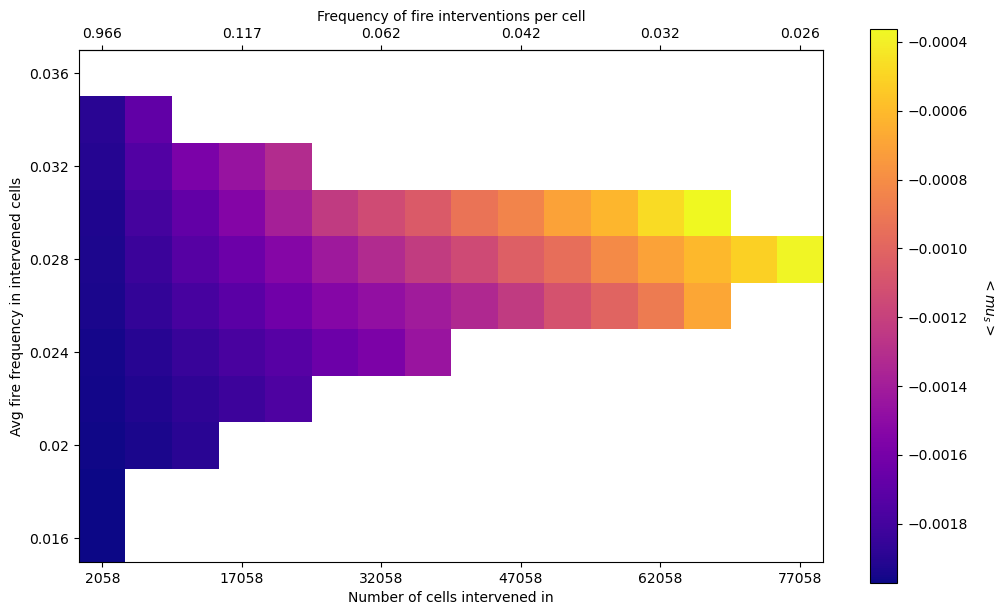 Frequency of fire interventions per cell
0.966 0.117 0.062 0.042 0.032 0.026
Avg fire frequency in intervened cells
0.036
0.032
0.028
0.024
0.02
0.016
2058 17058 32058 47058 62058 77058
Number of cells intervened in
−0.0004
−0.0006
−0.0008
−0.0010
−0.0012
−0.0014
−0.0016
−0.0018
< mu_s >